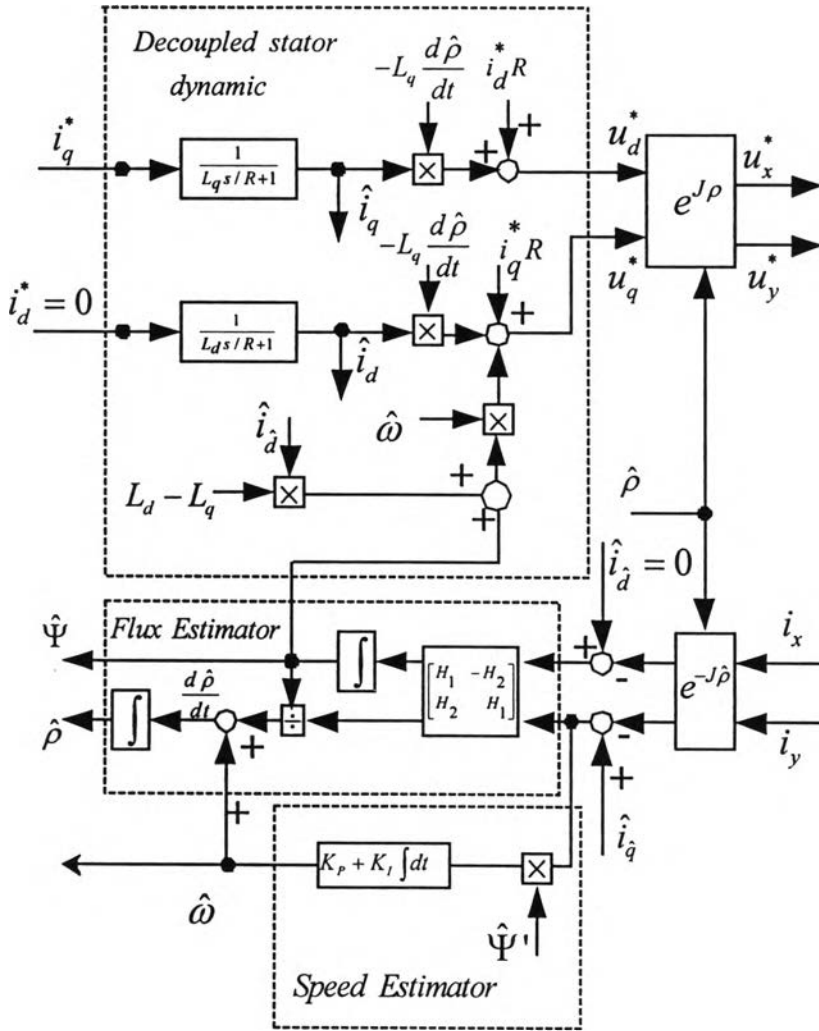 Decoupled stator
dynamic
-L_q dρ̂/dt
i_d^* R
i_q^*
1 / L_q s / R + 1
×
+
+
î_q
u_d^*
u_x^*
e^{Jρ}
-L_q dρ̂/dt
i_q^* R
u_q^*
u_y^*
i_d^* = 0
1 / L_d s / R + 1
×
+
î_d
ω̂
×
î_d̂
L_d - L_q
×
+
+
ρ̂
î_d̂ = 0
Flux Estimator
Ψ̂
∫
[H_1 -H_2
H_2 H_1]
+
-
e^{-Jρ̂}
i_x
dρ̂/dt
ρ̂
∫
÷
+
-
i_y
+
+
î_q̂
K_P + K_I ∫dt
×
ω̂
Ψ̂'
Speed Estimator